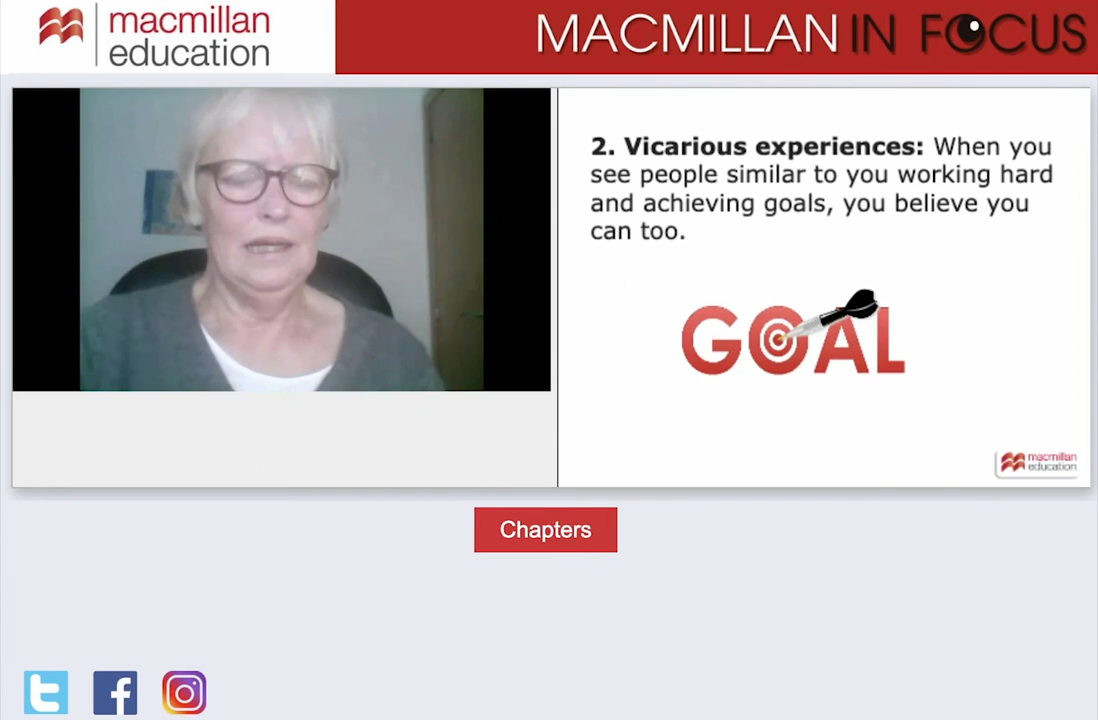 macmillan
education
MACMILLAN IN FOCUS
2. Vicarious experiences: When you
see people similar to you working hard
and achieving goals, you believe you
can too.
GOAL
macmillan
education
Chapters